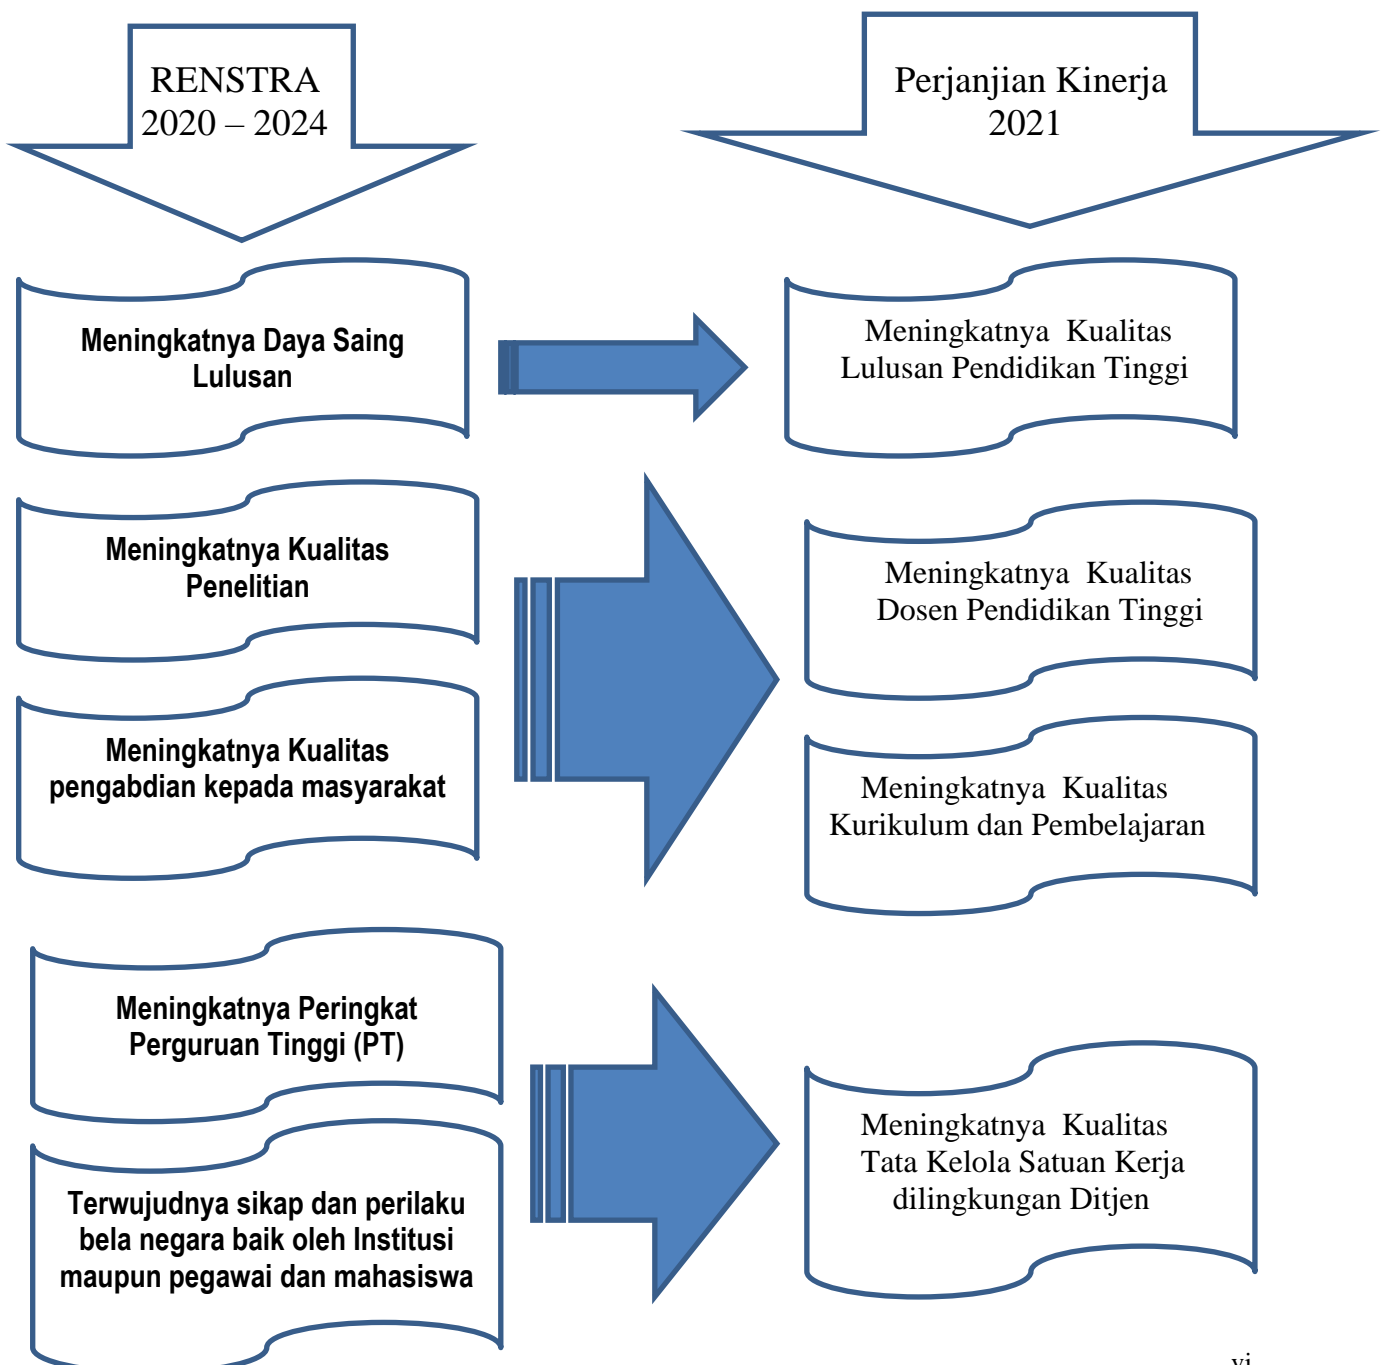 RENSTRA
2020 – 2024
Perjanjian Kinerja
2021
Meningkatnya Daya Saing
Lulusan
Meningkatnya Kualitas
Lulusan Pendidikan Tinggi
Meningkatnya Kualitas
Penelitian
Meningkatnya Kualitas
pengabdian kepada masyarakat
Meningkatnya Kualitas
Dosen Pendidikan Tinggi
Meningkatnya Kualitas
Kurikulum dan Pembelajaran
Meningkatnya Peringkat
Perguruan Tinggi (PT)
Terwujudnya sikap dan perilaku
bela negara baik oleh Institusi
maupun pegawai dan mahasiswa
Meningkatnya Kualitas
Tata Kelola Satuan Kerja
dilingkungan Ditjen
vi